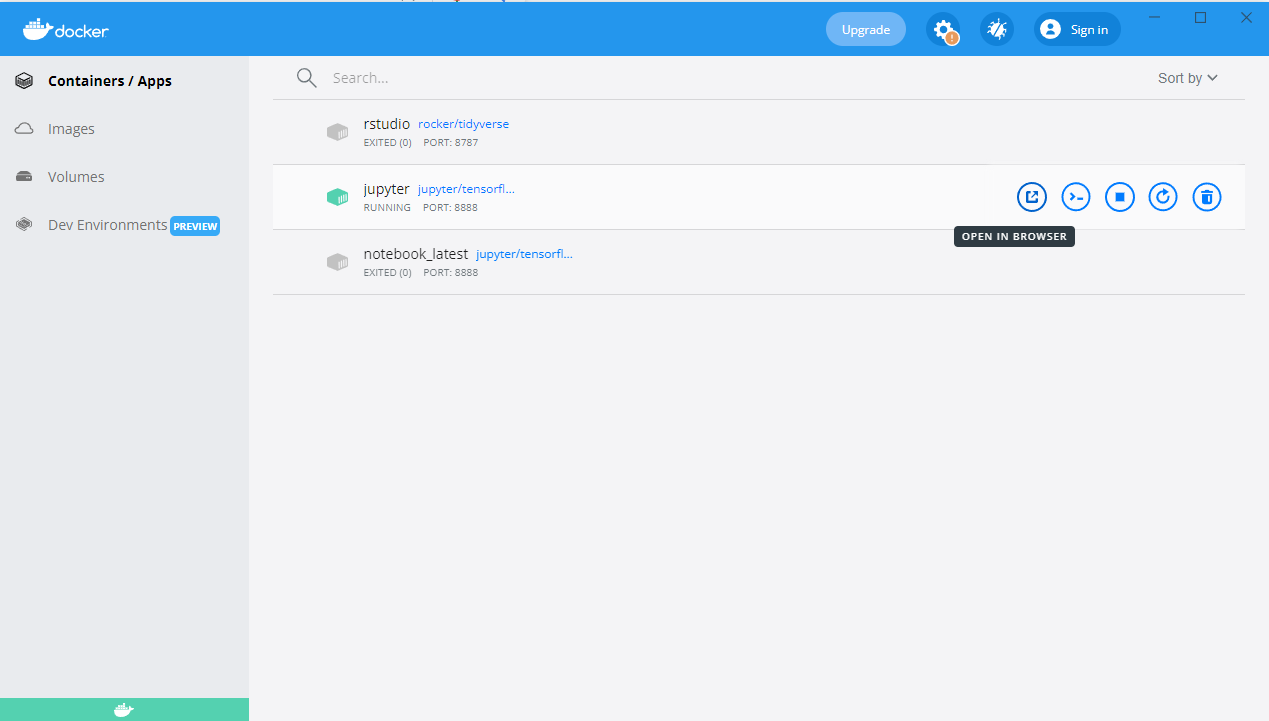 docker
Upgrade
Sign in
Containers / Apps
Images
Volumes
Dev Environments PREVIEW
Search...
Sort by
rstudio rocker/tidyverse
EXITED (0) PORT: 8787
jupyter jupyter/tensorfl...
RUNNING PORT: 8888
OPEN IN BROWSER
notebook_latest jupyter/tensorfl...
EXITED (0) PORT: 8888